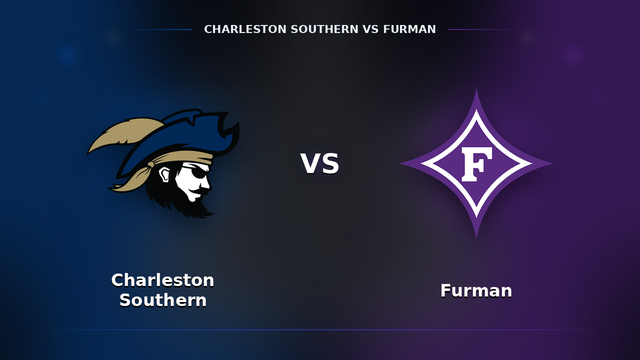 CHARLESTON SOUTHERN VS FURMAN
VS
F
Charleston
Southern
Furman